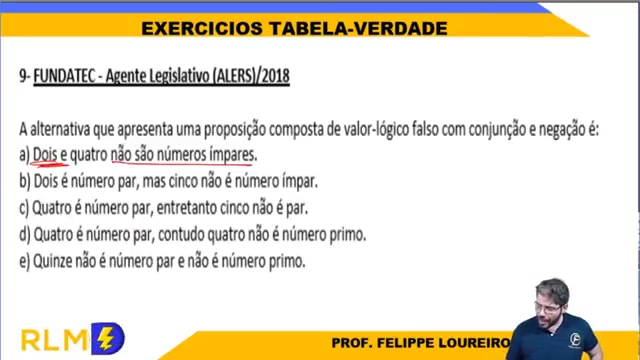 EXERCICIOS TABELA-VERDADE
9- FUNDATEC - Agente Legislativo (ALERS)/2018
A alternativa que apresenta uma proposição composta de valor-lógico falso com conjunção e negação é:
a) Dois e quatro não são números ímpares.
b) Dois é número par, mas cinco não é número ímpar.
c) Quatro é número par, entretanto cinco não é par.
d) Quatro é número par, contudo quatro não é número primo.
e) Quinze não é número par e não é número primo.
RLM
PROF. FELIPPE LOUREIRO